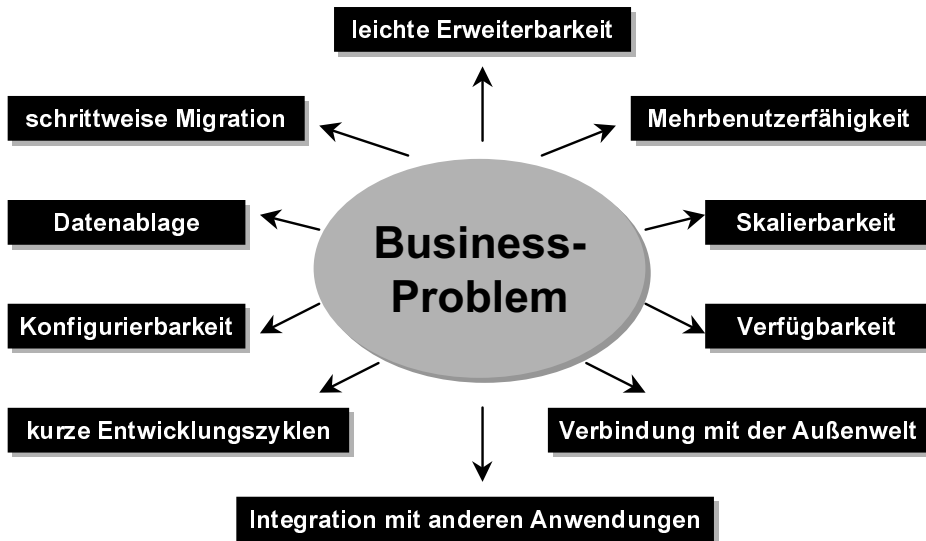 leichte Erweiterbarkeit
schrittweise Migration
Mehrbenutzerfähigkeit
Datenablage
Skalierbarkeit
Business-
Problem
Konfigurierbarkeit
Verfügbarkeit
kurze Entwicklungszyklen
Verbindung mit der Außenwelt
Integration mit anderen Anwendungen